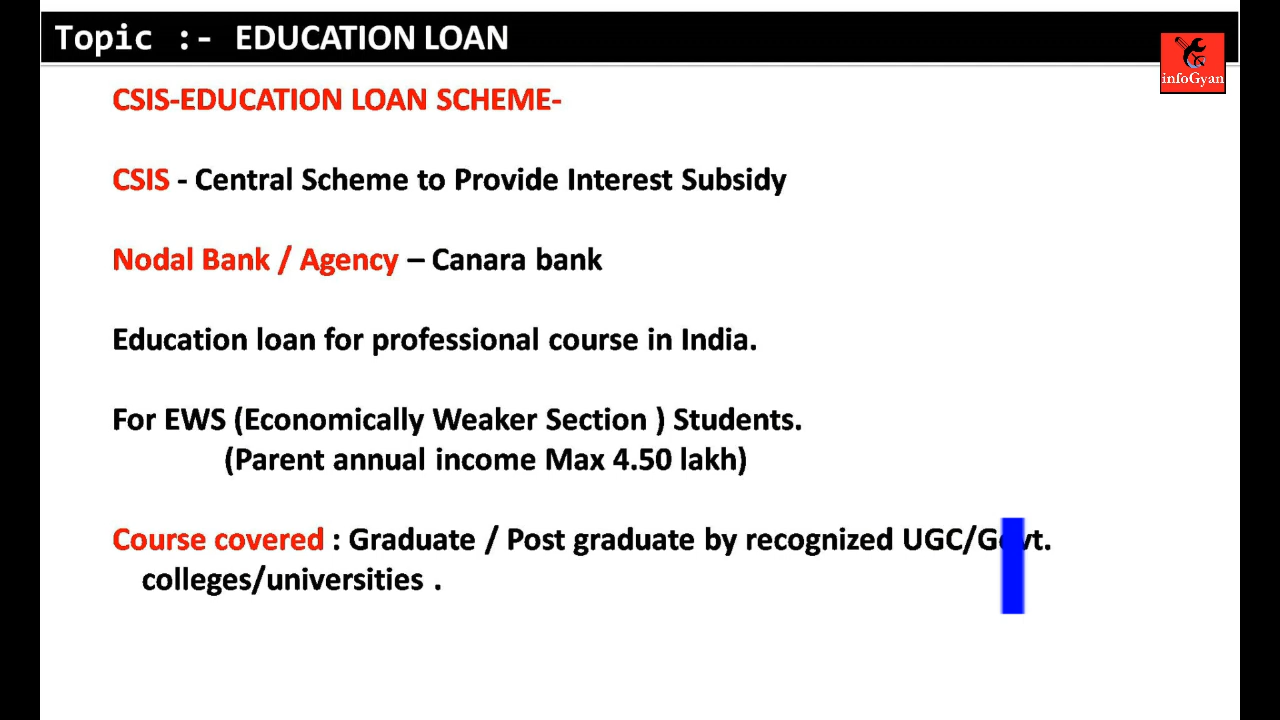 Topic :- EDUCATION LOAN
infoGyan
CSIS-EDUCATION LOAN SCHEME-
CSIS - Central Scheme to Provide Interest Subsidy
Nodal Bank / Agency – Canara bank
Education loan for professional course in India.
For EWS (Economically Weaker Section ) Students.
(Parent annual income Max 4.50 lakh)
Course covered : Graduate / Post graduate by recognized UGC/Govt.
colleges/universities .